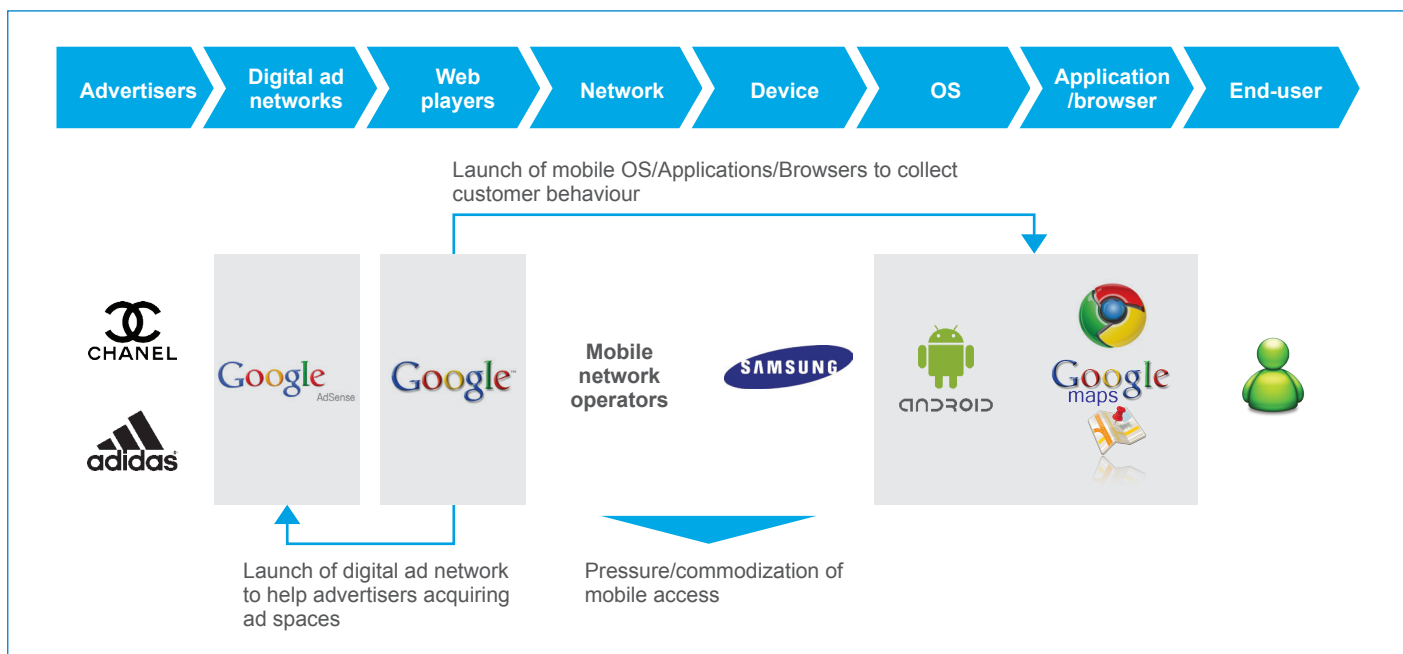 Advertisers
Digital ad
networks
Web
players
Network
Device
OS
Application
/browser
End-user
Launch of mobile OS/Applications/Browsers to collect
customer behaviour
CHANEL
adidas
Google
AdSense
Google™
Mobile
network
operators
SAMSUNG
ANDROID
Google
maps
Launch of digital ad network
to help advertisers acquiring
ad spaces
Pressure/commodization of
mobile access